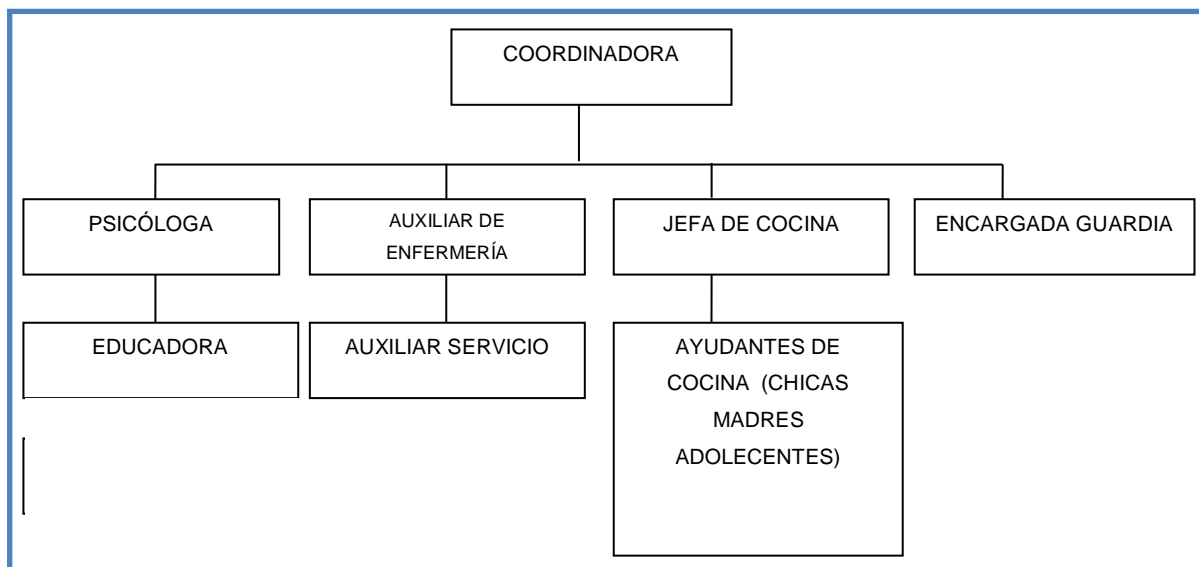 COORDINADORA
PSICÓLOGA
AUXILIAR DE
ENFERMERÍA
JEFA DE COCINA
ENCARGADA GUARDIA
EDUCADORA
AUXILIAR SERVICIO
AYUDANTES DE
COCINA (CHICAS
MADRES
ADOLECENTES)